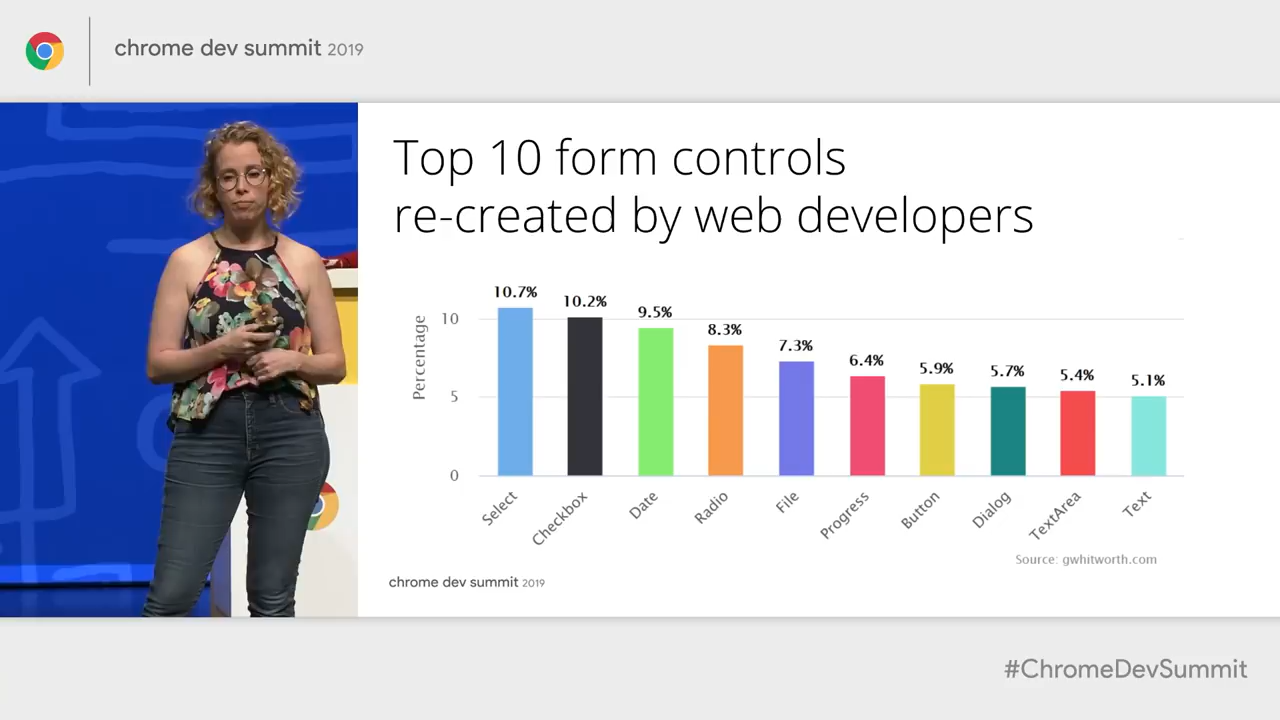 chrome dev summit 2019
Top 10 form controls
re-created by web developers
Percentage
10
5
0
10.7%
10.2%
9.5%
8.3%
7.3%
6.4%
5.9%
5.7%
5.4%
5.1%
Select
Checkbox
Date
Radio
File
Progress
Button
Dialog
TextArea
Text
Source: gwhitworth.com
chrome dev summit 2019
#ChromeDevSummit